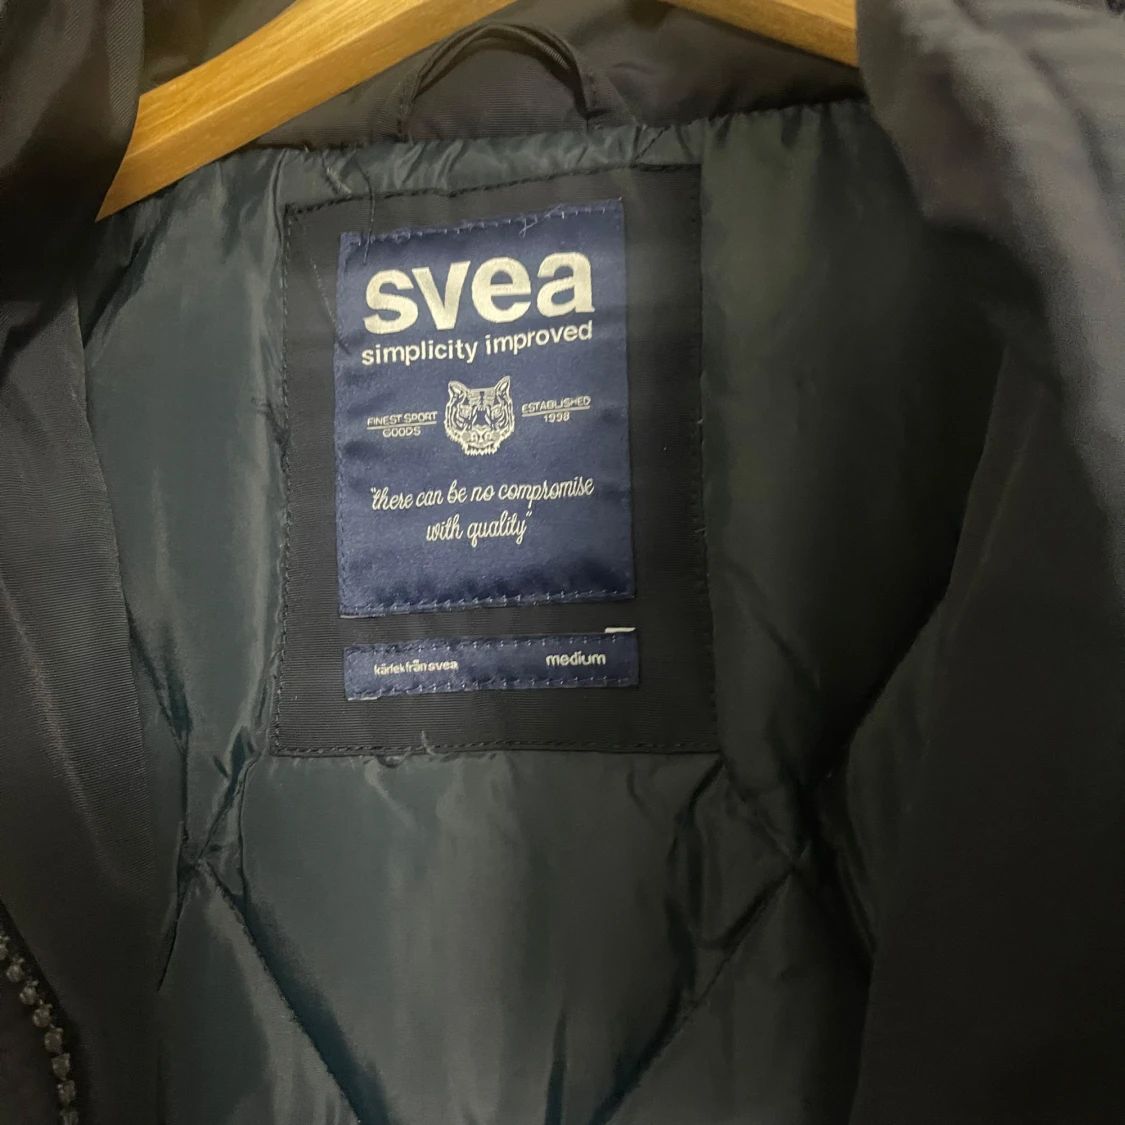 svea
simplicity improved
FINEST SPORT
GOODS
ESTABLISHED
1998
"there can be no compromise
with quality"
kärlek från svea
medium